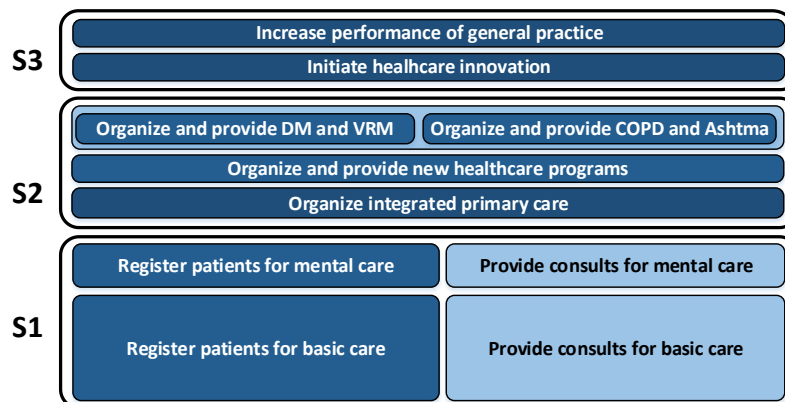 S3
Increase performance of general practice
Initiate healhcare innovation
S2
Organize and provide DM and VRM
Organize and provide COPD and Ashtma
Organize and provide new healthcare programs
Organize integrated primary care
S1
Register patients for mental care
Provide consults for mental care
Register patients for basic care
Provide consults for basic care